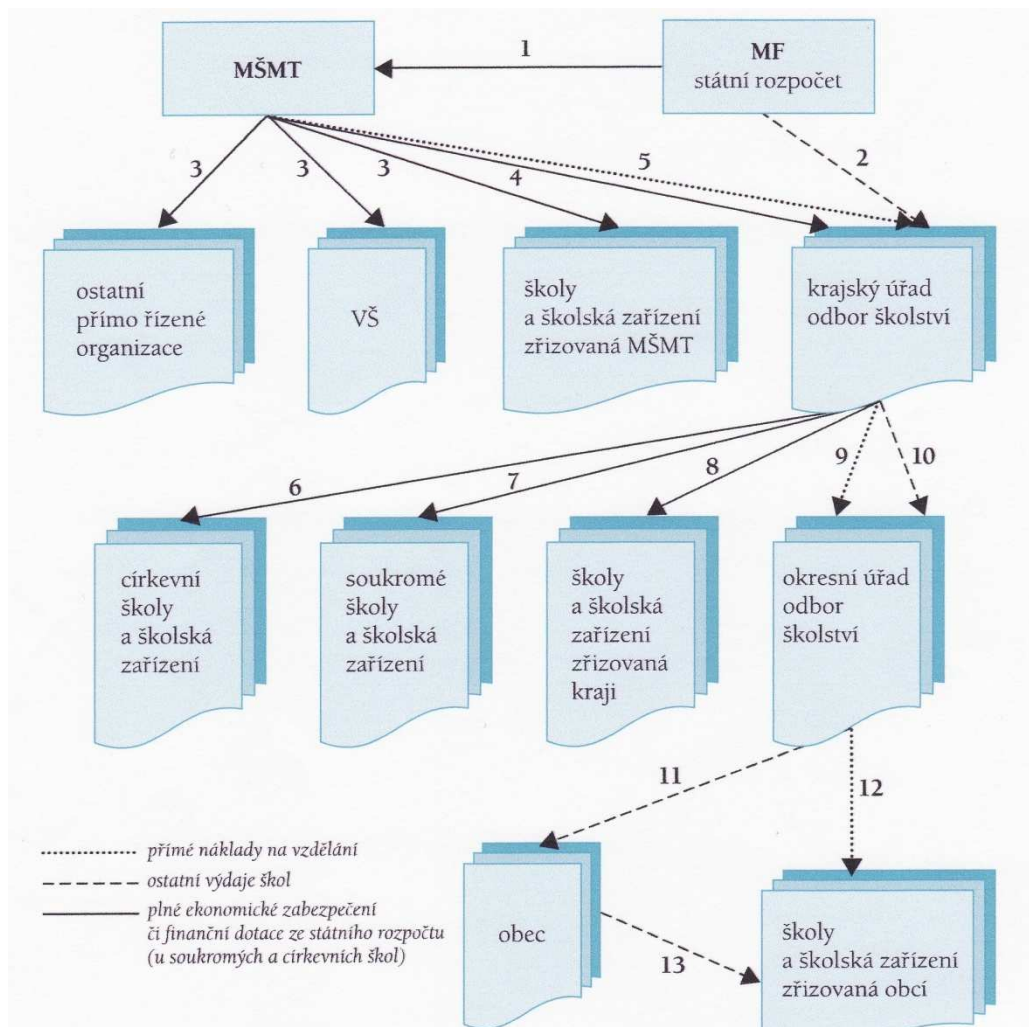 1
MŠMT
MF
státní rozpočet
3
3
3
4
5
2
ostatní
přímo řízené
organizace
VŠ
školy
a školská zařízení
zřizovaná MŠMT
krajský úřad
odbor školství
6
7
8
9
10
církevní
školy
a školská
zařízení
soukromé
školy
a školská
zařízení
školy
a školská
zařízení
zřizovaná
kraji
okresní úřad
odbor
školství
11
12
přímé náklady na vzdělání
ostatní výdaje škol
plné ekonomické zabezpečení
či finanční dotace ze státního rozpočtu
(u soukromých a církevních škol)
obec
13
školy
a školská zařízení
zřizovaná obcí